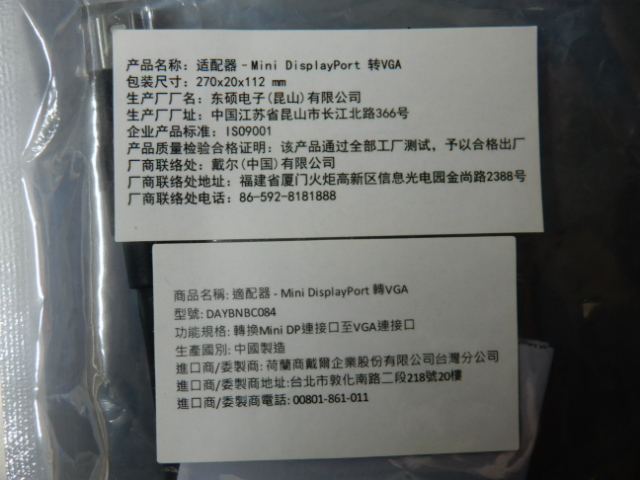 产品名称: 适配器 - Mini DisplayPort 转VGA
包装尺寸: 270x20x112 mm
生产厂厂名: 东硕电子(昆山)有限公司
生产厂厂址: 中国江苏省昆山市长江北路366号
企业产品标准: ISO9001
产品质量检验合格证明: 该产品通过全部工厂测试, 予以合格出厂
厂商联络处: 戴尔(中国)有限公司
厂商联络处地址: 福建省厦门火炬高新区信息光电园金尚路2388号
厂商联络处电话: 86-592-8181888
商品名稱: 適配器 - Mini DisplayPort 轉VGA
型號: DAYBNBC084
功能規格: 轉換Mini DP連接口至VGA連接口
生產國別: 中國製造
進口商/委製商: 荷蘭商戴爾企業股份有限公司台灣分公司
進口商/委製商地址:台北市敦化南路二段218號20樓
進口商/委製商電話: 00801-861-011